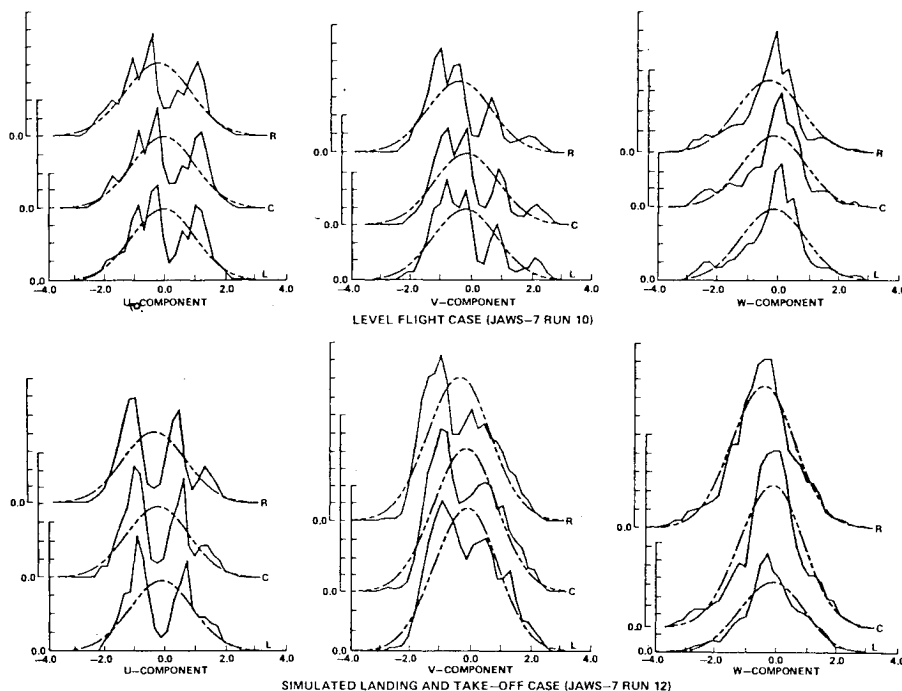 0.0 R
0.0 C
0.0 L
-4.0 -2.0 0.0 2.0 4.0
U-COMPONENT
0.0 R
0.0 C
0.0 L
-4.0 -2.0 0.0 2.0 4.0
V-COMPONENT
0.0 R
0.0 C
0.0 L
-4.0 -2.0 0.0 2.0 4.0
W-COMPONENT
LEVEL FLIGHT CASE (JAWS-7 RUN 10)
0.0 R
0.0 C
0.0 L
-4.0 -2.0 0.0 2.0 4.0
U-COMPONENT
0.0 R
0.0 C
0.0 L
-4.0 -2.0 0.0 2.0 4.0
V-COMPONENT
0.0 R
0.0 C
0.0 L
-4.0 -2.0 0.0 2.0 4.0
W-COMPONENT
SIMULATED LANDING AND TAKE-OFF CASE (JAWS-7 RUN 12)